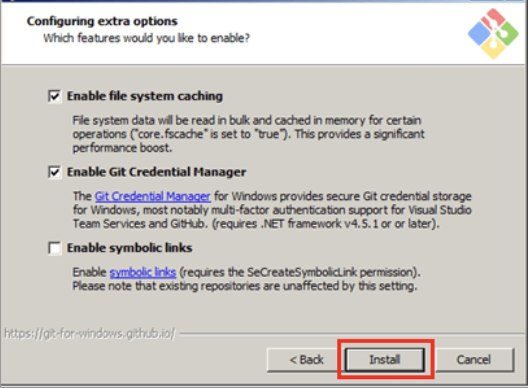 Configuring extra options
Which features would you like to enable?
Enable file system caching
File system data will be read in bulk and cached in memory for certain
operations ("core.fscache" is set to "true"). This provides a significant
performance boost.
Enable Git Credential Manager
The Git Credential Manager for Windows provides secure Git credential storage
for Windows, most notably multi-factor authentication support for Visual Studio
Team Services and GitHub. (requires .NET framework v4.5.1 or or later).
Enable symbolic links
Enable symbolic links (requires the SeCreateSymbolicLink permission).
Please note that existing repositories are unaffected by this setting.
https://git-for-windows.github.io/
< Back Install Cancel